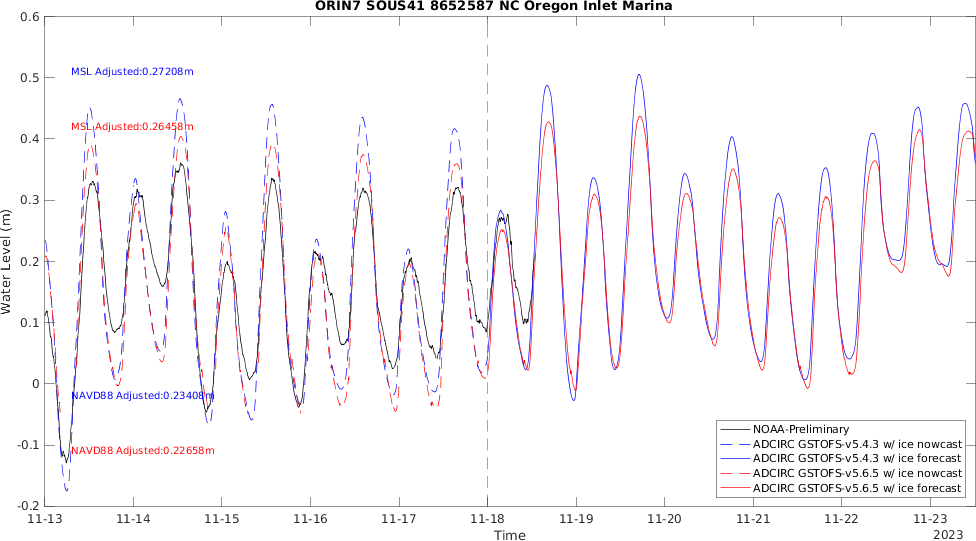 ORIN7 SOUS41 8652587 NC Oregon Inlet Marina
0.6
0.5
0.4
0.3
0.2
0.1
0
-0.1
-0.2
Water Level (m)
MSL Adjusted:0.27208m
MSL Adjusted:0.26458m
NAVD88 Adjusted:0.23408m
NAVD88 Adjusted:0.22658m
NOAA-Preliminary
ADCIRC GSTOFS-v5.4.3 w/ ice nowcast
ADCIRC GSTOFS-v5.4.3 w/ ice forecast
ADCIRC GSTOFS-v5.6.5 w/ ice nowcast
ADCIRC GSTOFS-v5.6.5 w/ ice forecast
11-13 11-14 11-15 11-16 11-17 11-18 11-19 11-20 11-21 11-22 11-23
Time
2023